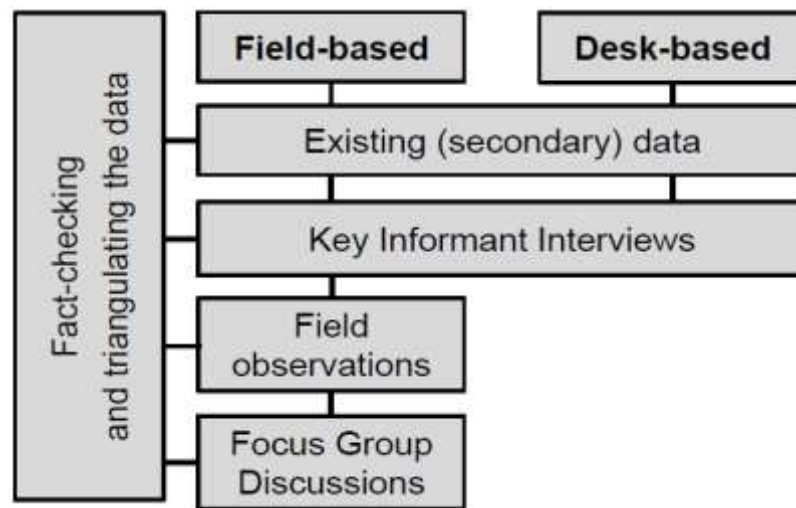 Fact-checking
and triangulating the data
Field-based
Desk-based
Existing (secondary) data
Key Informant Interviews
Field
observations
Focus Group
Discussions